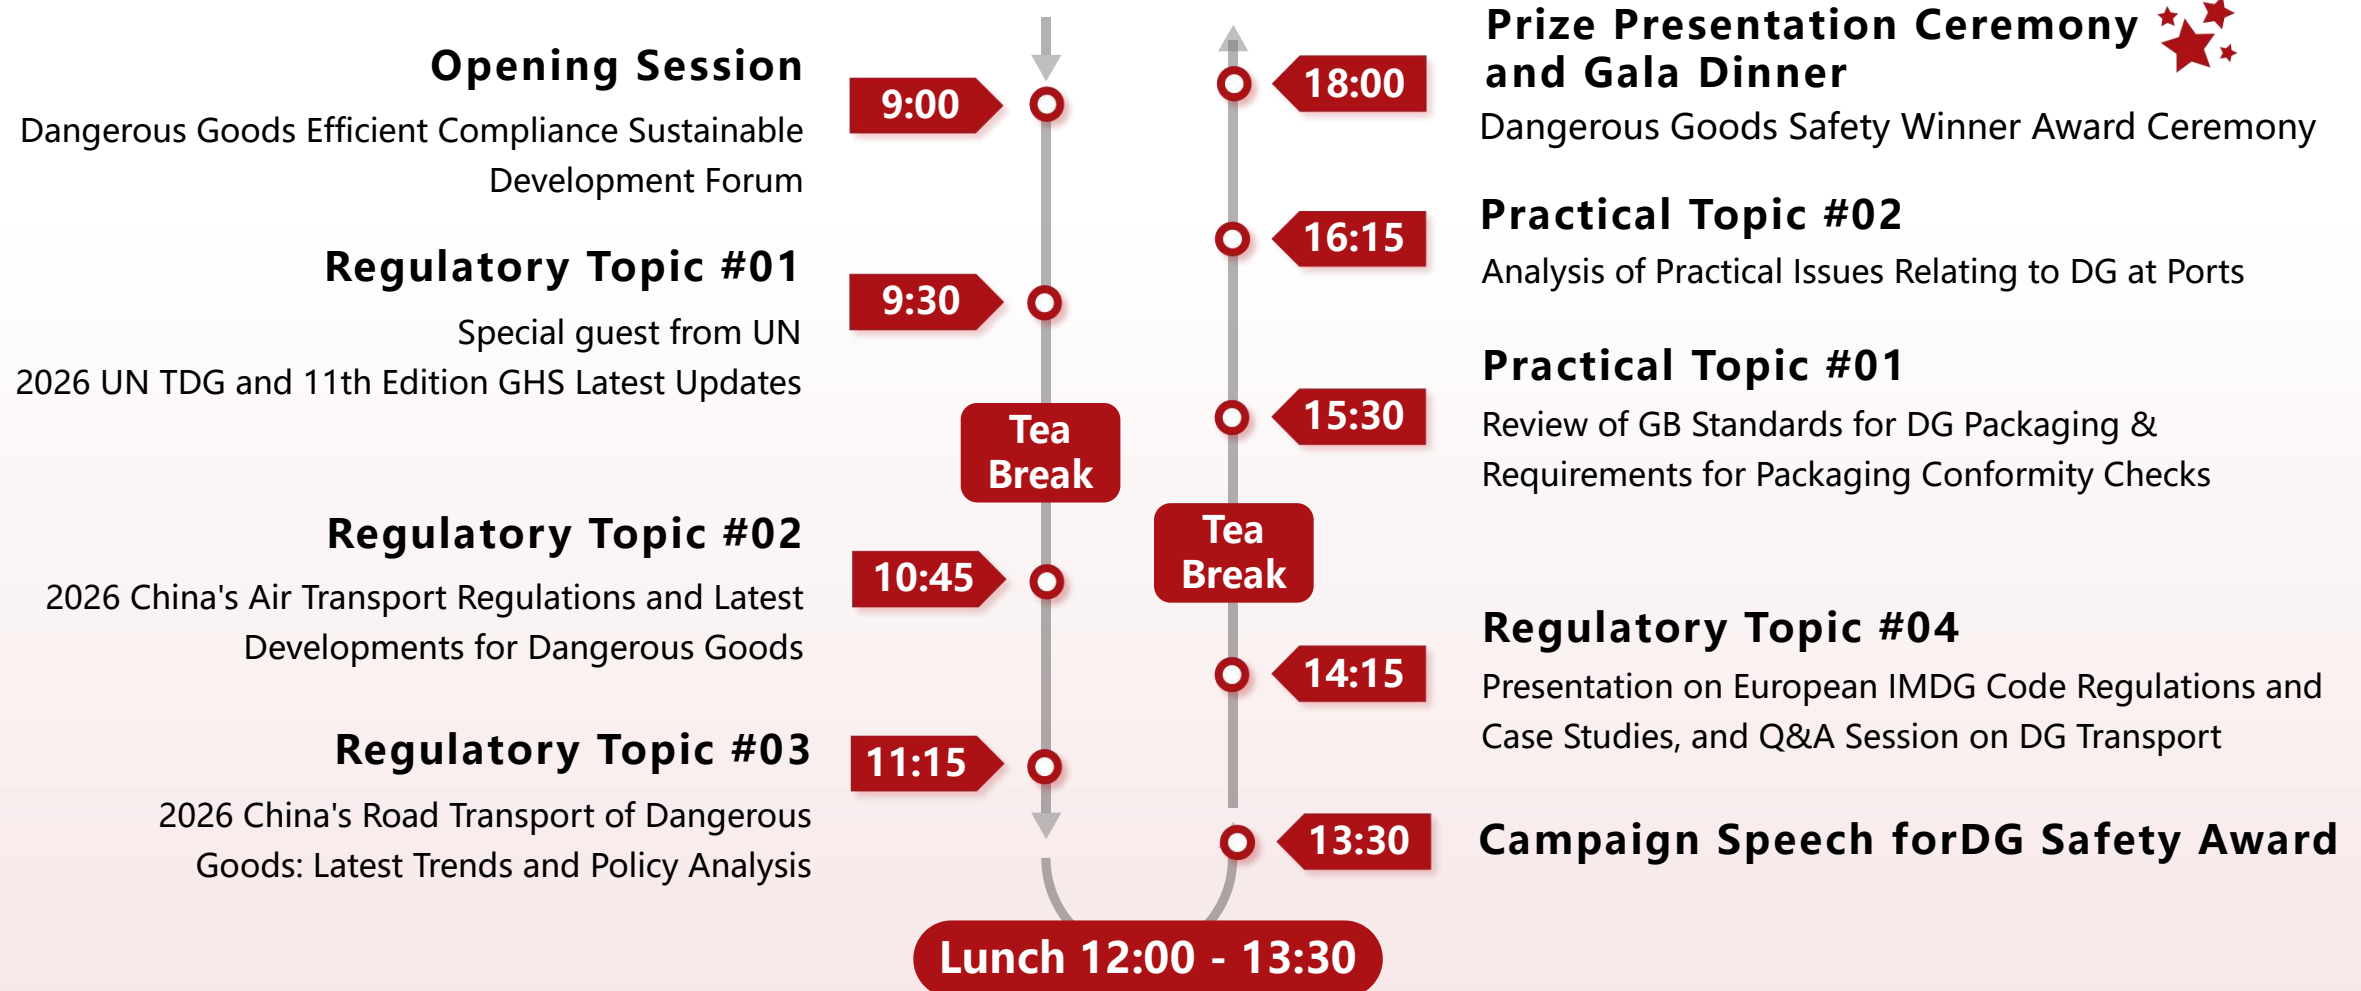 Opening Session
9:00
Dangerous Goods Efficient Compliance Sustainable
Development Forum
Regulatory Topic #01
9:30
Special guest from UN
2026 UN TDG and 11th Edition GHS Latest Updates
Tea
Break
Regulatory Topic #02
10:45
2026 China's Air Transport Regulations and Latest
Developments for Dangerous Goods
Regulatory Topic #03
11:15
2026 China's Road Transport of Dangerous
Goods: Latest Trends and Policy Analysis
Lunch 12:00 - 13:30
13:30
Campaign Speech forDG Safety Award
Regulatory Topic #04
14:15
Presentation on European IMDG Code Regulations and
Case Studies, and Q&A Session on DG Transport
Tea
Break
Practical Topic #01
15:30
Review of GB Standards for DG Packaging &
Requirements for Packaging Conformity Checks
Practical Topic #02
16:15
Analysis of Practical Issues Relating to DG at Ports
Prize Presentation Ceremony
and Gala Dinner
18:00
Dangerous Goods Safety Winner Award Ceremony